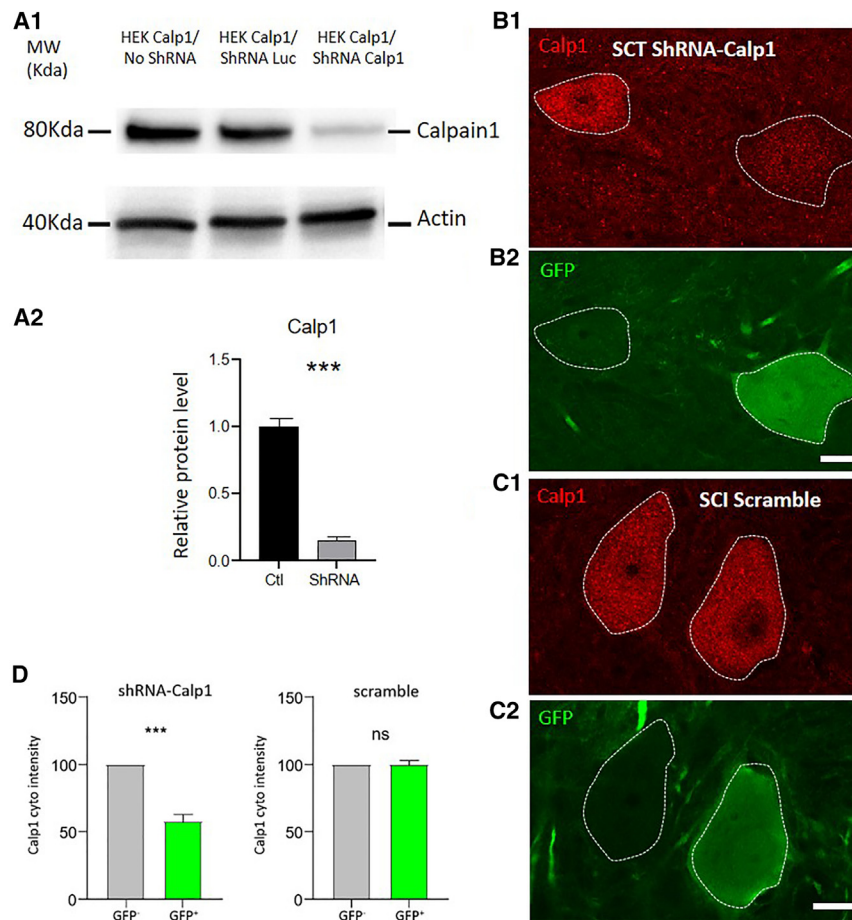 A1
MW
(Kda)
HEK Calp1/
No ShRNA
HEK Calp1/
ShRNA Luc
HEK Calp1/
ShRNA Calp1
80Kda
Calpain1
40Kda
Actin
A2
Calp1
Relative protein level
1.5
1.0
0.5
0.0
***
Ctl
ShRNA
B1
Calp1
SCT ShRNA-Calp1
B2
GFP
C1
Calp1
SCI Scramble
C2
GFP
D
shRNA-Calp1
Calp1 cyto intensity
150
100
50
0
***
GFP-
GFP+
scramble
Calp1 cyto intensity
150
100
50
0
ns
GFP-
GFP+